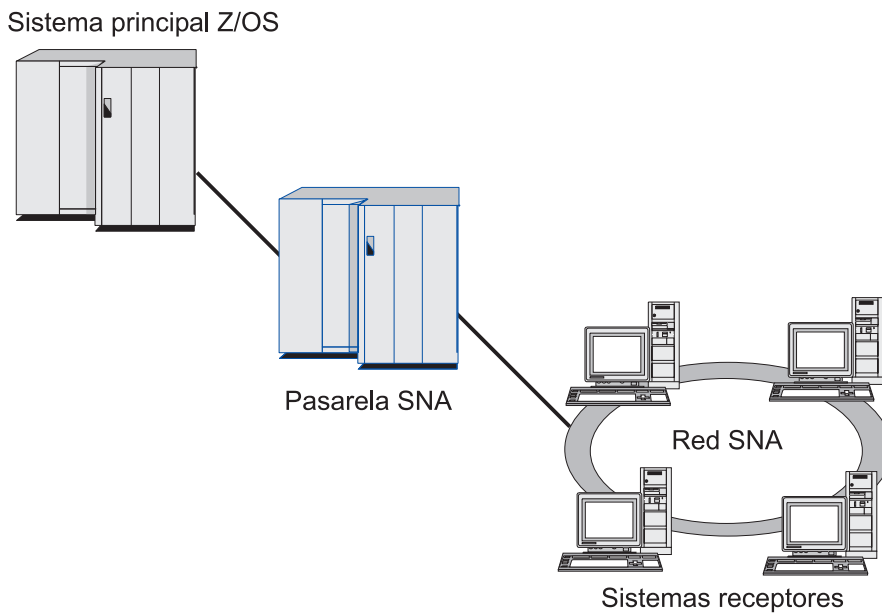 Sistema principal Z/OS
Pasarela SNA
Red SNA
Sistemas receptores